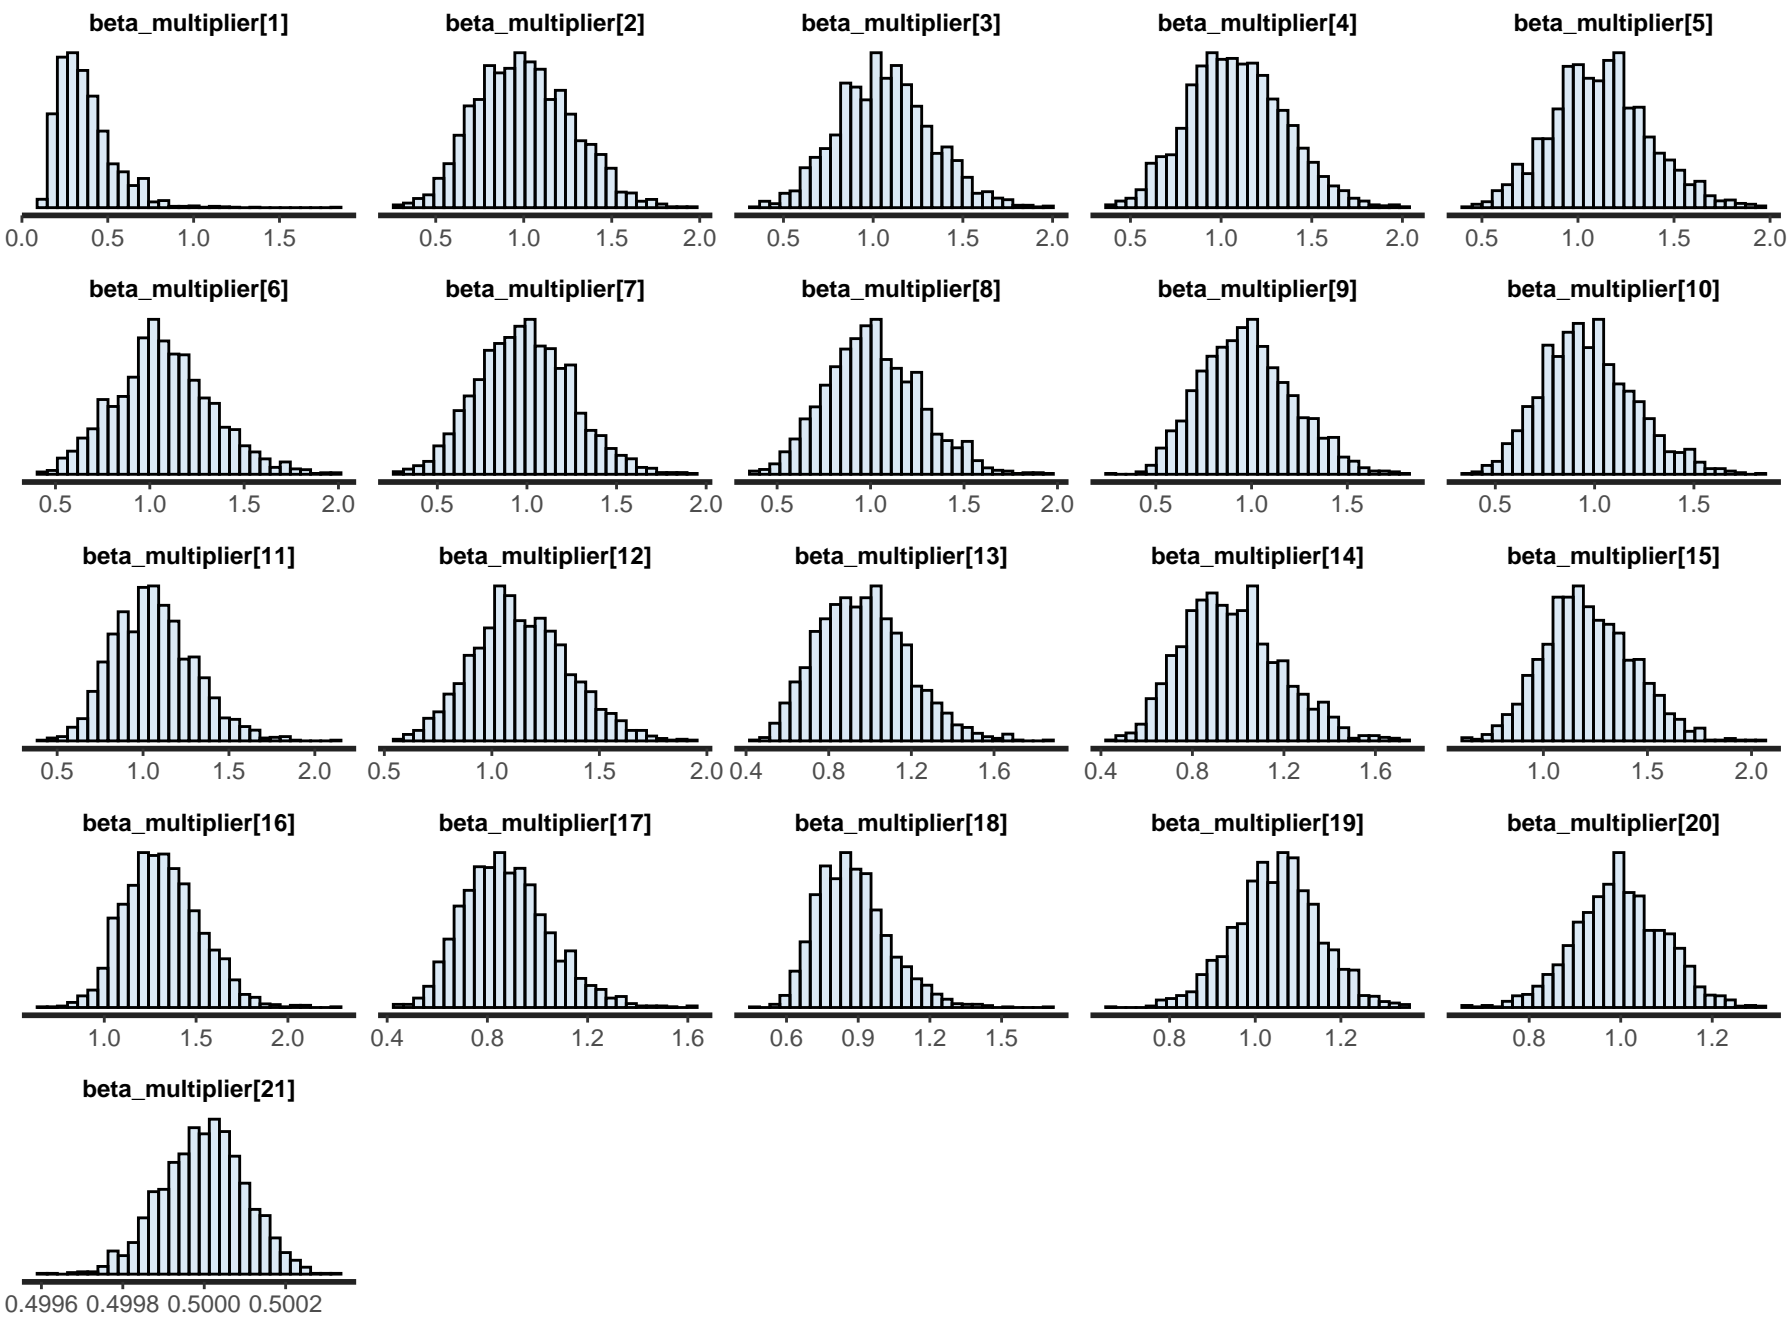 beta_multiplier[1] beta_multiplier[2] beta_multiplier[3] beta_multiplier[4] beta_multiplier[5]
0.0 0.5 1.0 1.5 0.5 1.0 1.5 2.0 0.5 1.0 1.5 2.0 0.5 1.0 1.5 2.0 0.5 1.0 1.5 2.0
beta_multiplier[6] beta_multiplier[7] beta_multiplier[8] beta_multiplier[9] beta_multiplier[10]
0.5 1.0 1.5 2.0 0.5 1.0 1.5 2.0 0.5 1.0 1.5 2.0 0.5 1.0 1.5 0.5 1.0 1.5
beta_multiplier[11] beta_multiplier[12] beta_multiplier[13] beta_multiplier[14] beta_multiplier[15]
0.5 1.0 1.5 2.0 0.5 1.0 1.5 2.0 0.4 0.8 1.2 1.6 0.4 0.8 1.2 1.6 1.0 1.5 2.0
beta_multiplier[16] beta_multiplier[17] beta_multiplier[18] beta_multiplier[19] beta_multiplier[20]
1.0 1.5 2.0 0.4 0.8 1.2 1.6 0.6 0.9 1.2 1.5 0.8 1.0 1.2 0.8 1.0 1.2
beta_multiplier[21]
0.4996 0.4998 0.5000 0.5002